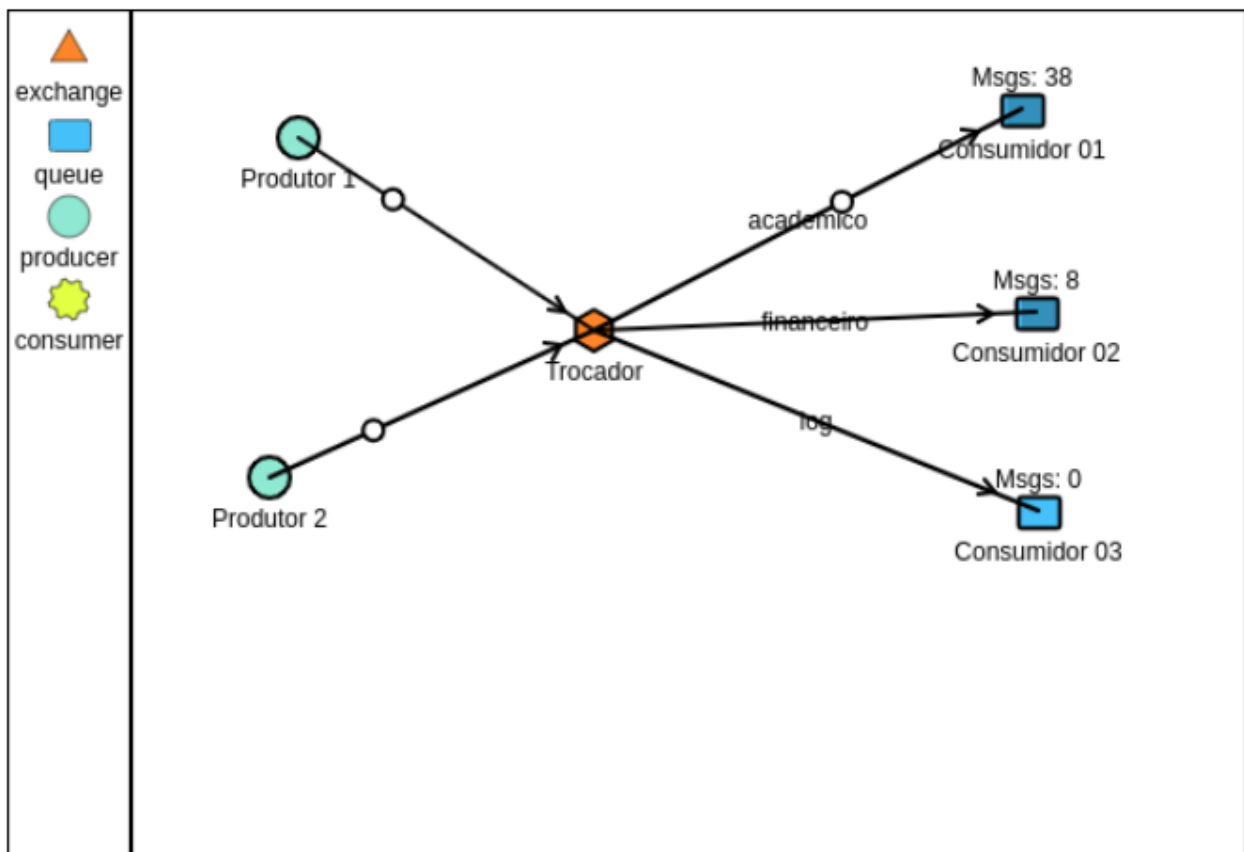 exchange
queue
producer
consumer
Produtor 1
Produtor 2
Trocador
academico
financeiro
log
Msgs: 38
Consumidor 01
Msgs: 8
Consumidor 02
Msgs: 0
Consumidor 03